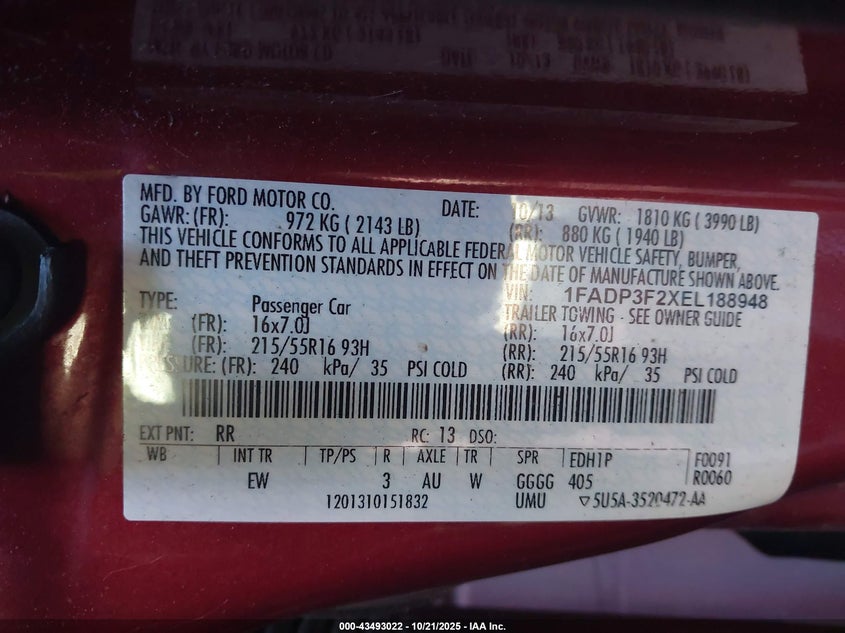 MFD. BY FORD MOTOR CO. DATE: 10/13 GVWR: 1810 KG ( 3990 LB)
GAWR: (FR): 972 KG ( 2143 LB) (RR): 880 KG ( 1940 LB)
THIS VEHICLE CONFORMS TO ALL APPLICABLE FEDERAL MOTOR VEHICLE SAFETY, BUMPER,
AND THEFT PREVENTION STANDARDS IN EFFECT ON THE DATE OF MANUFACTURE SHOWN ABOVE.
VIN: 1FADP3F2XEL188948
TYPE: Passenger Car TRAILER TOWING - SEE OWNER GUIDE
(FR): 16x7.0J (RR): 16x7.0J
(FR): 215/55R16 93H (RR): 215/55R16 93H
PRESSURE: (FR): 240 kPa/ 35 PSI COLD (RR): 240 kPa/ 35 PSI COLD
EXT PNT: RR RC: 13 DSO:
WB INT TR TP/PS R AXLE TR SPR EDH1P F0091
EW 3 AU W GGGG 405 R0060
1201310151832 UMU ▽5U5A-3520472-AA
000-43493022 - 10/21/2025 - IAA Inc.